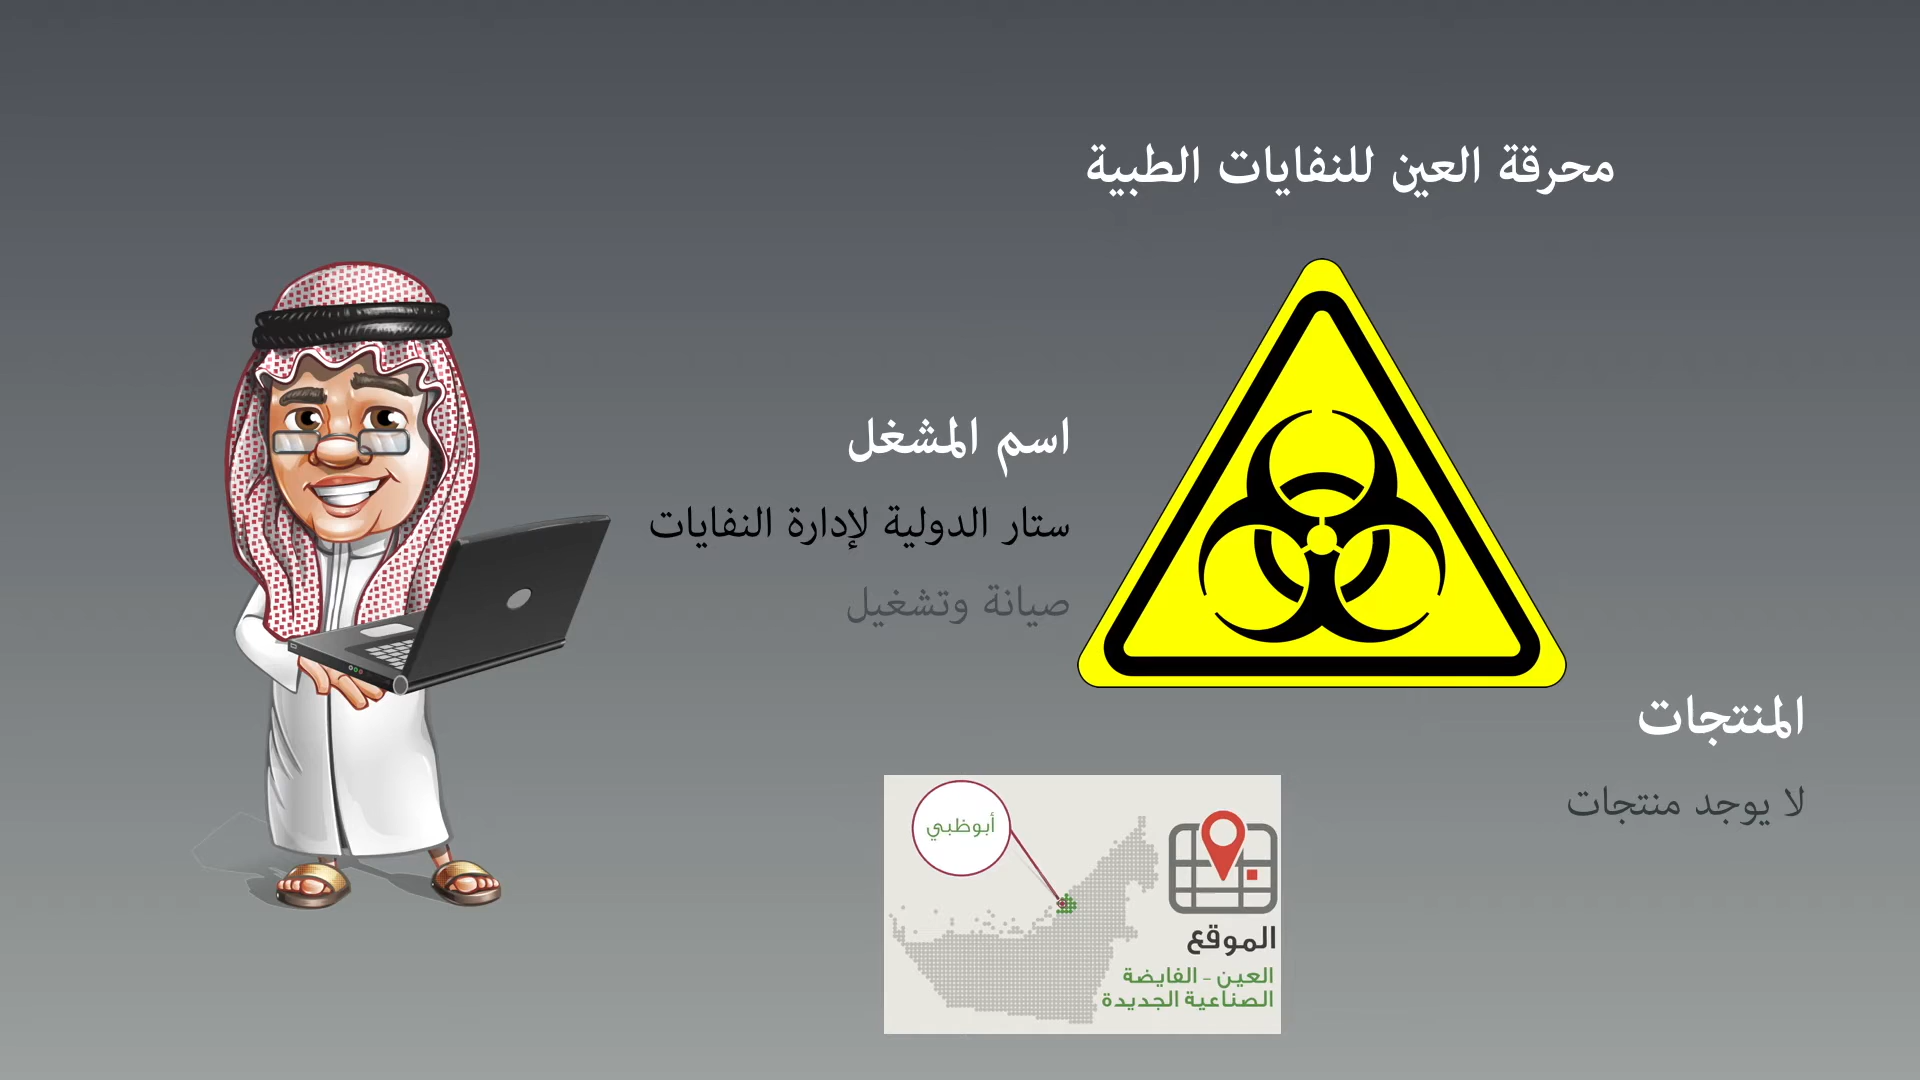 محرقة العين للنفايات الطبية
اسم المشغل
ستار الدولية لإدارة النفايات
صيانة وتشغيل
المنتجات
لا يوجد منتجات
أبوظبي
الموقع
العين - الفايضة
الصناعية الجديدة